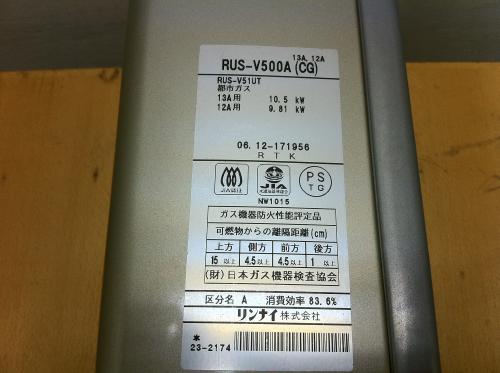 13A, 12A
RUS-V500A (CG)
RUS-V51UT
都市ガス
13A用 10.5 kW
12A用 9.81 kW
06.12-171956
RTK
JIA
PS
TG
NW1015
ガス機器防火性能評定品
可燃物からの離隔距離(cm)
上方 側方 前方 後方
15以上 4.5以上 4.5以上 1以上
(財)日本ガス機器検査協会
区分名 A 消費効率 83.6%
リンナイ株式会社
*
23-2174